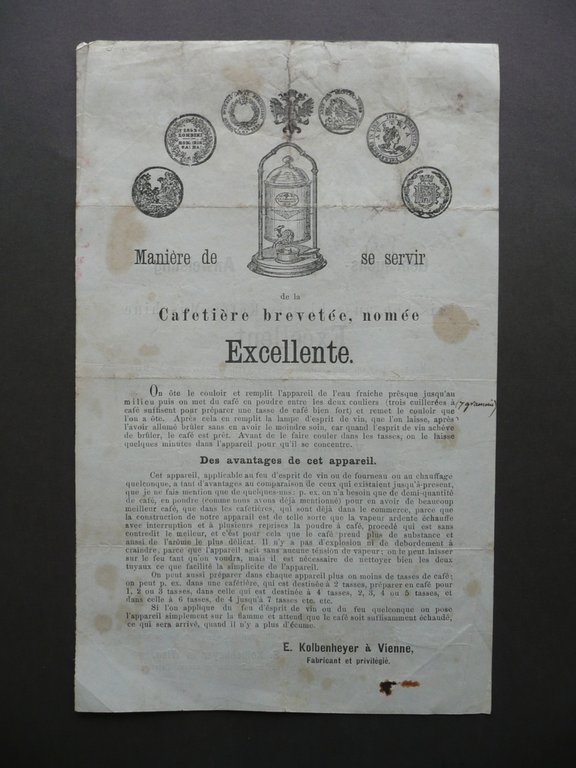 Manière de se servir
de la
Cafetière brevetée, nomée
Excellente.
On ôte le couloir et remplit l'appareil de l'eau fraiche prèsque jusqu'au
milieu puis on met du café en poudre entre les deux couliers (trois cuillerées à
café suffisent pour préparer une tasse de café bien fort) et remet le couloir que
l'on a ôte. Après cela on remplit la lampe d'esprit de vin, que l'on laisse, après
l'avoir allumé brûler sans en avoir le moindre soin, car quand l'esprit de vin achève
de brûler, le café est prêt. Avant de le faire couler dans les tasses, on le laisse
quelques minutes dans l'appareil pour qu'il se concentre.
7 grammes
Des avantages de cet appareil.
Cet appareil, applicable au feu d'esprit de vin ou de fourneau ou au chauffage
quelconque, a tant d'avantages au comparaison de ceux qui existaient jusqu'à présent,
que je ne fais mention que de quelques-uns: p. ex. on n'a besoin que de demi-quantité
de café, en poudre (comme nous avons déjà mentionné) pour en avoir de beaucoup
meilleur café, que dans les cafetières, qui sont déjà dans le commerce, parce que
la construction de notre appareil est de telle sorte que la vapeur ardente échauffe
avec interruption et à plusieurs reprises la poudre à café, procédé qui est sans
contredit le meilleur, et c'est pour cela que le café prend plus de substance et
aussi de l'arôme le plus délicat. Il n'y a pas d'explosion ni de debordement à
craindre, parce que l'appareil agit sans aucune ténsion de vapeur; on le peut laisser
sur le feu tant qu'on voudra, mais il est nécessaire de nettoyer bien les deux
tuyaux ce que facilite la simplicité de l'appareil.
On peut aussi préparer dans chaque appareil plus on moins de tasses de café;
on peut p. ex. dans une cafétière, qui est destinée à 2 tasses, préparer en café pour
1, 2 ou 3 tasses, dans celle qui est destinée à 4 tasses, 2, 3, 4 ou 5 tasses, et
dans celle à 6 tasses, de 4 jusqu'à 7 tasses etc. etc.
Si l'on applique du feu d'ésprit de vin ou du feu quelconque on pose
l'appareil simplement sur la flamme et attend que le café soit suffisamment échaudé,
ce qui sera arrivé, quand il n'y a plus d'écume.
E. Kolbenheyer à Vienne,
Fabricant et privilégié.